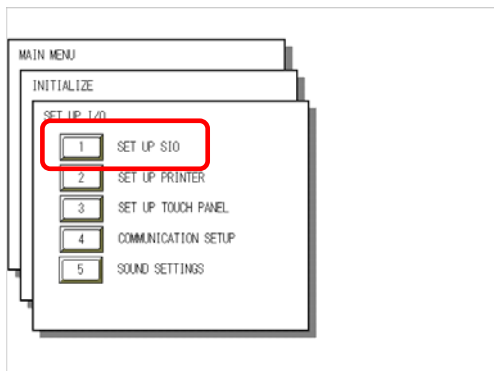 MAIN MENU
INITIALIZE
SET UP I/O
1 SET UP SIO
2 SET UP PRINTER
3 SET UP TOUCH PANEL
4 COMMUNICATION SETUP
5 SOUND SETTINGS